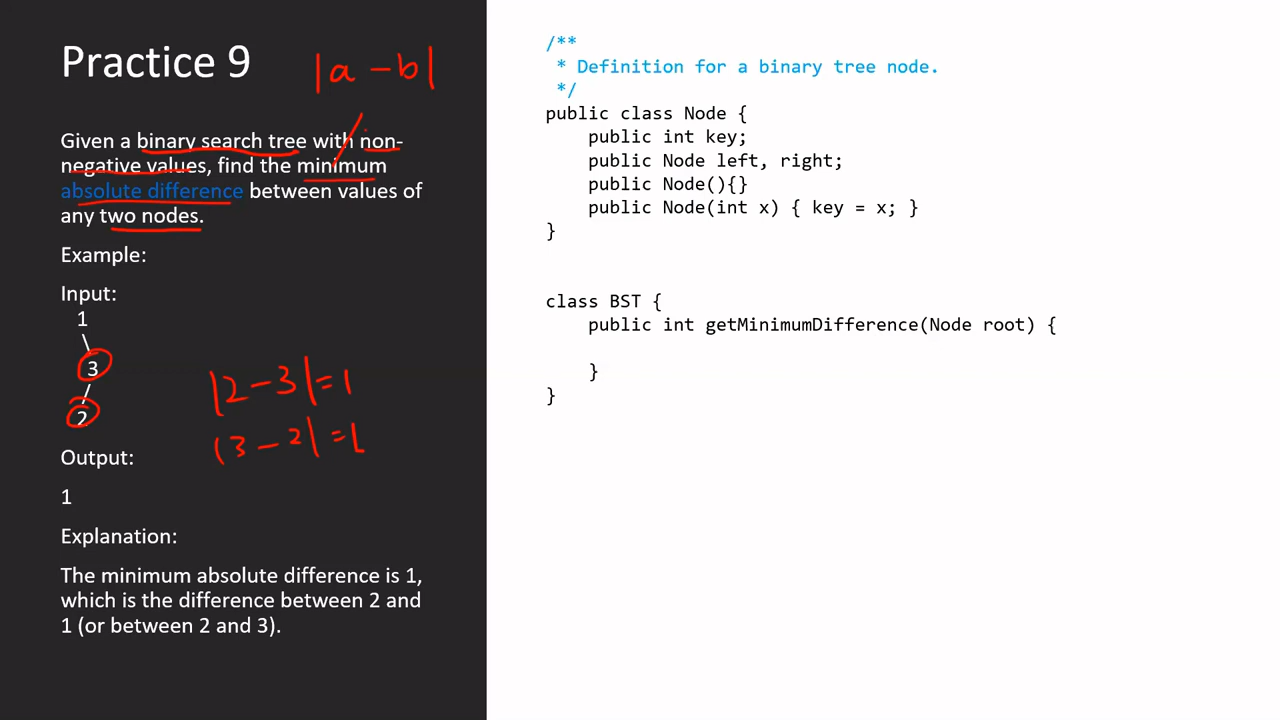 Practice 9
|a - b|
Given a binary search tree with non-
negative values, find the minimum
absolute difference between values of
any two nodes.
Example:
Input:
1
\
3
/
2
|2 - 3| = 1
|3 - 2| = 1
Output:
1
Explanation:
The minimum absolute difference is 1,
which is the difference between 2 and
1 (or between 2 and 3).
/**
* Definition for a binary tree node.
*/
public class Node {
public int key;
public Node left, right;
public Node(){}
public Node(int x) { key = x; }
}
class BST {
public int getMinimumDifference(Node root) {
}
}